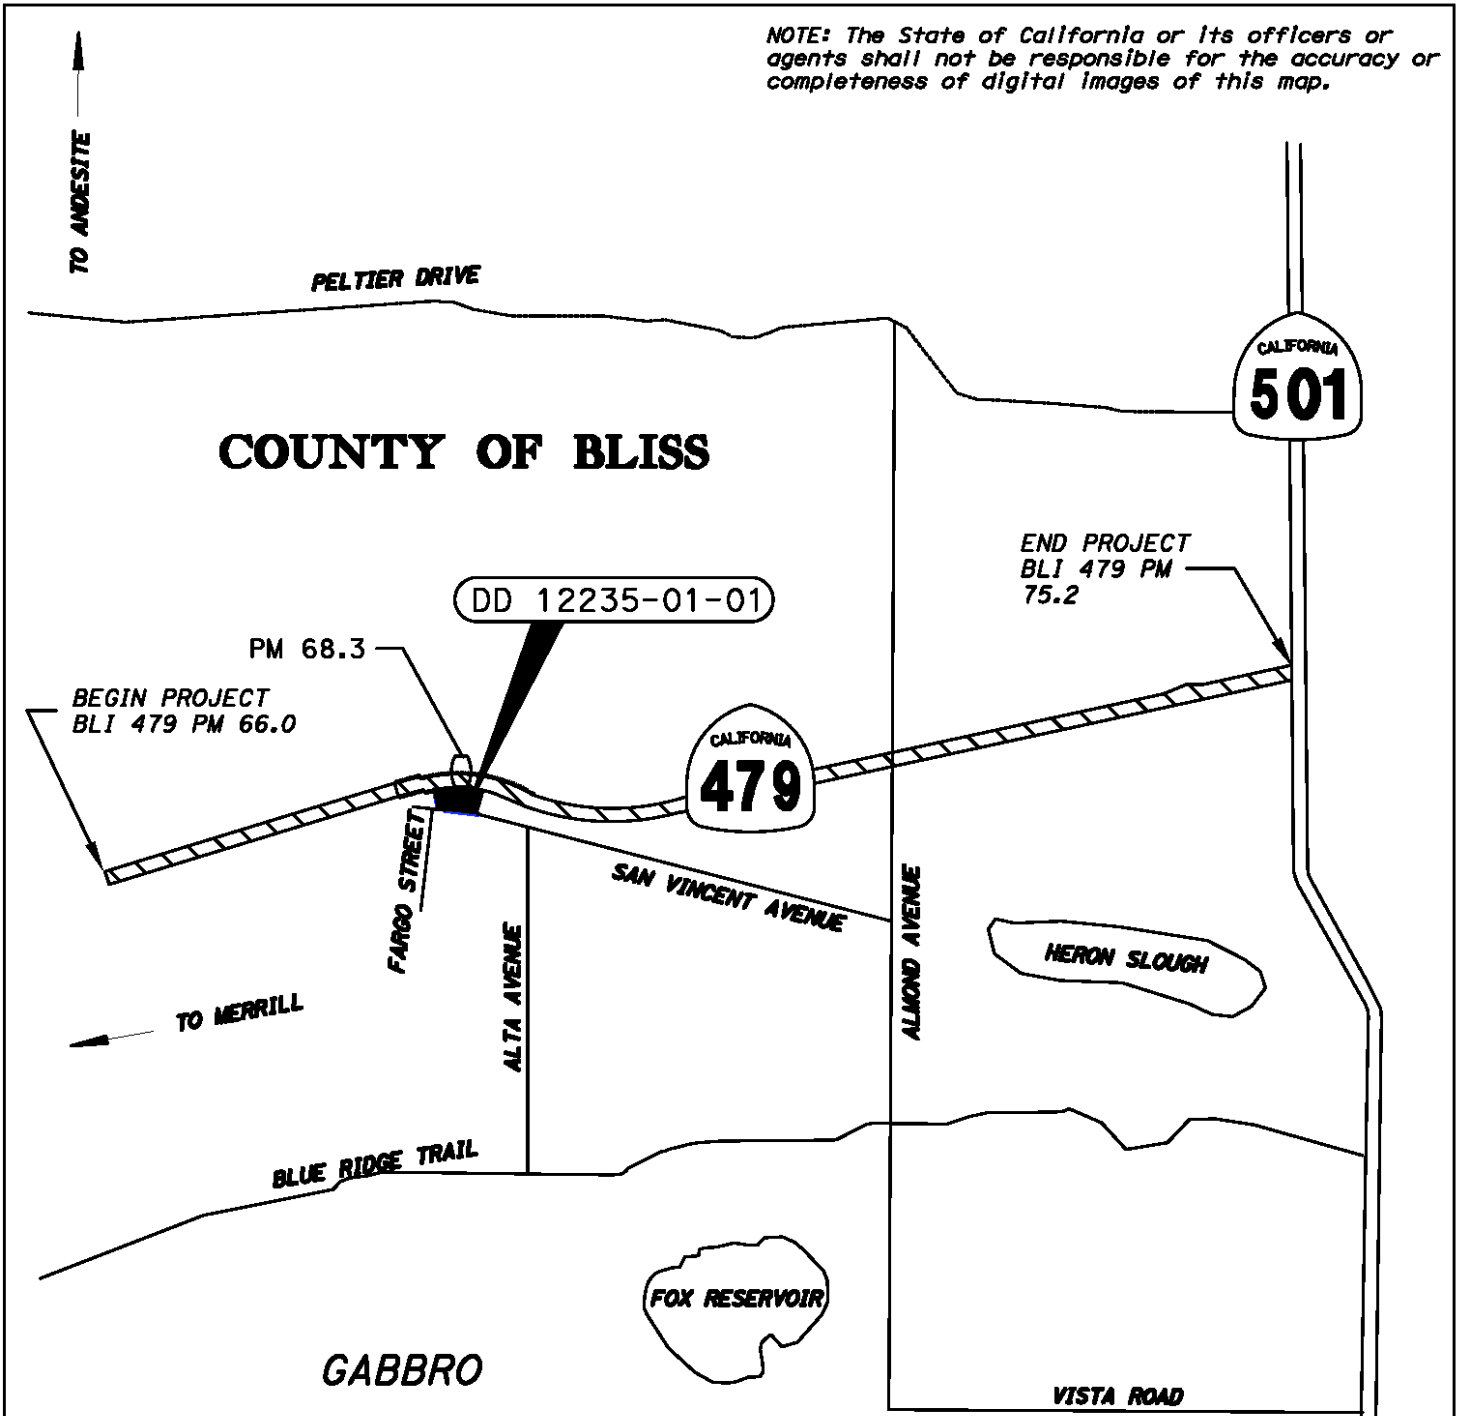 NOTE: The State of California or its officers or
agents shall not be responsible for the accuracy or
completeness of digital images of this map.
TO ANDESITE
PELTIER DRIVE
CALIFORNIA
501
COUNTY OF BLISS
END PROJECT
BLI 479 PM
75.2
DD 12235-01-01
PM 68.3
BEGIN PROJECT
BLI 479 PM 66.0
CALIFORNIA
479
FARGO STREET
SAN VINCENT AVENUE
ALTA AVENUE
ALMOND AVENUE
HERON SLOUGH
TO MERRILL
BLUE RIDGE TRAIL
FOX RESERVOIR
GABBRO
VISTA ROAD